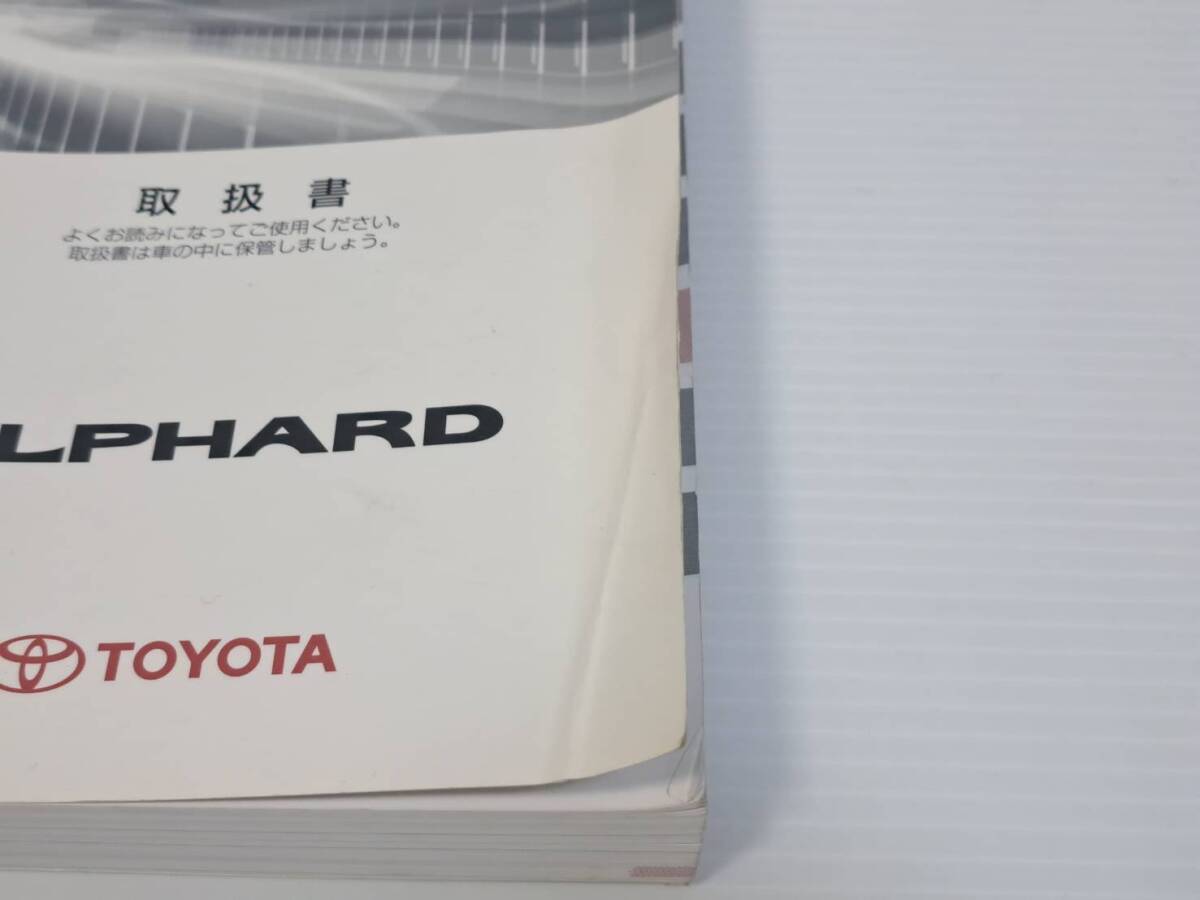 取扱書
よくお読みになってご使用ください。
取扱書は車の中に保管しましょう。
LPHARD
TOYOTA